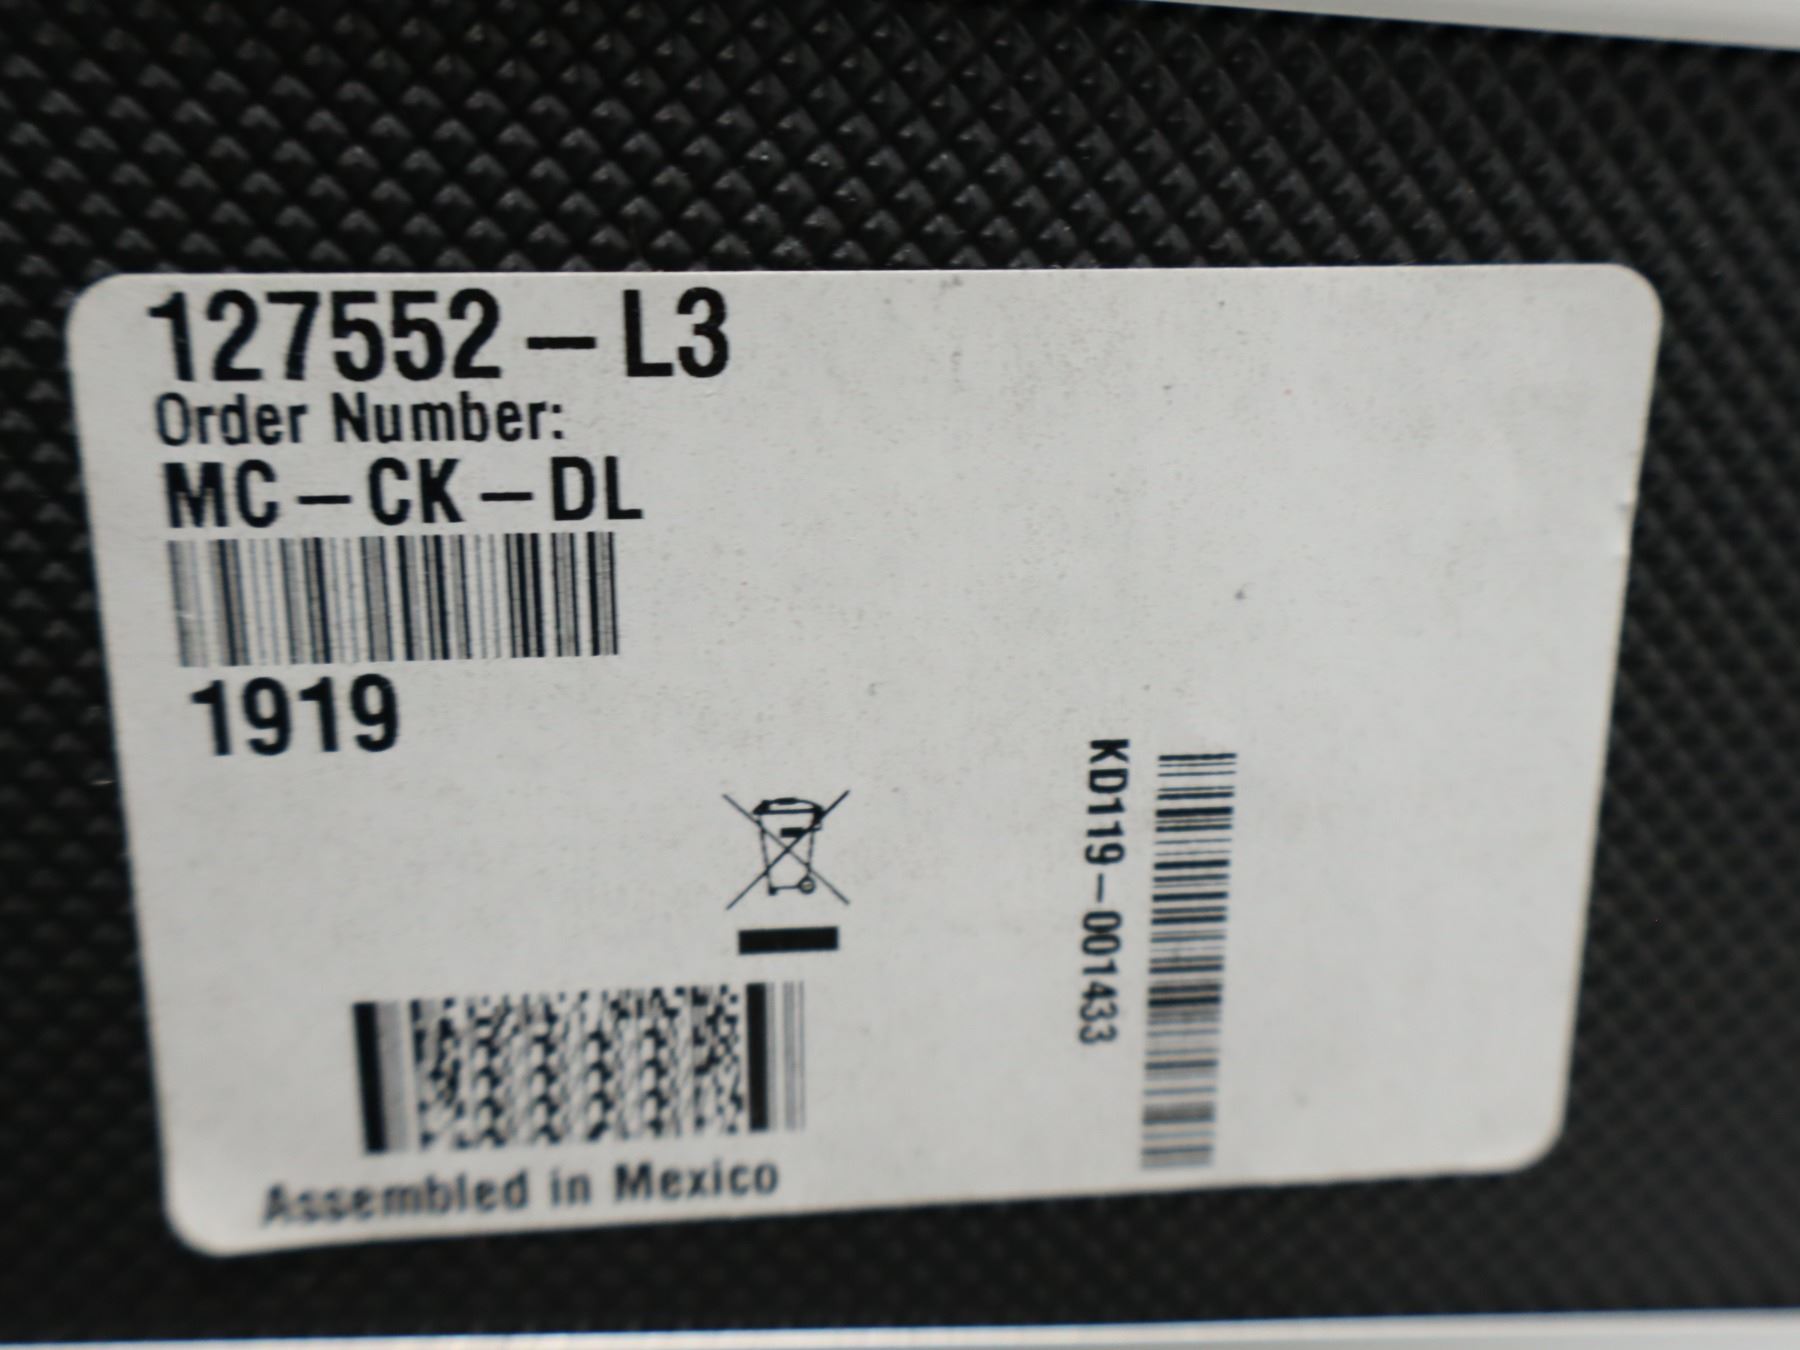 127552-L3
Order Number:
MC-CK-DL
1919
KD119-001433
Assembled in Mexico